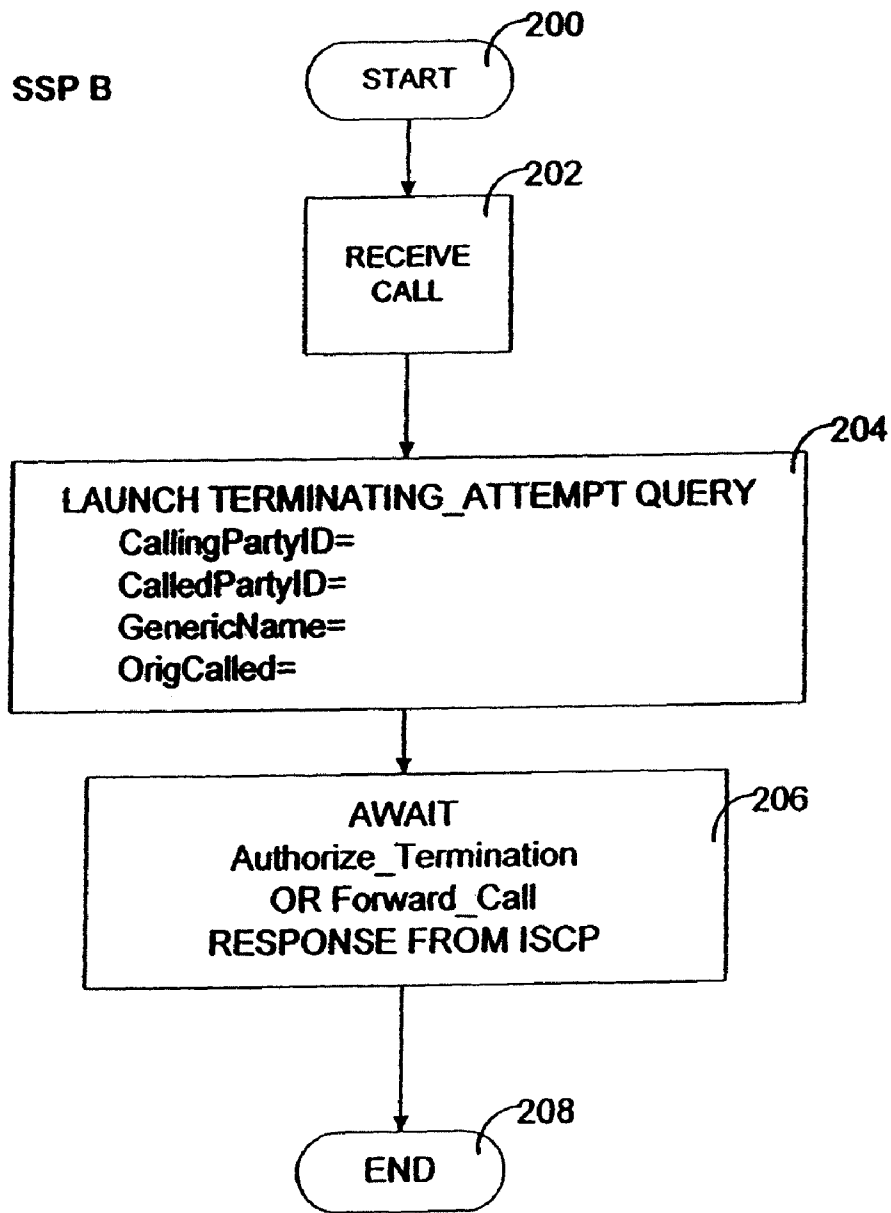 200
SSP B
START
202
RECEIVE
CALL
204
LAUNCH TERMINATING_ATTEMPT QUERY
CallingPartyID=
CalledPartyID=
GenericName=
OrigCalled=
206
AWAIT
Authorize_Termination
OR Forward_Call
RESPONSE FROM ISCP
208
END